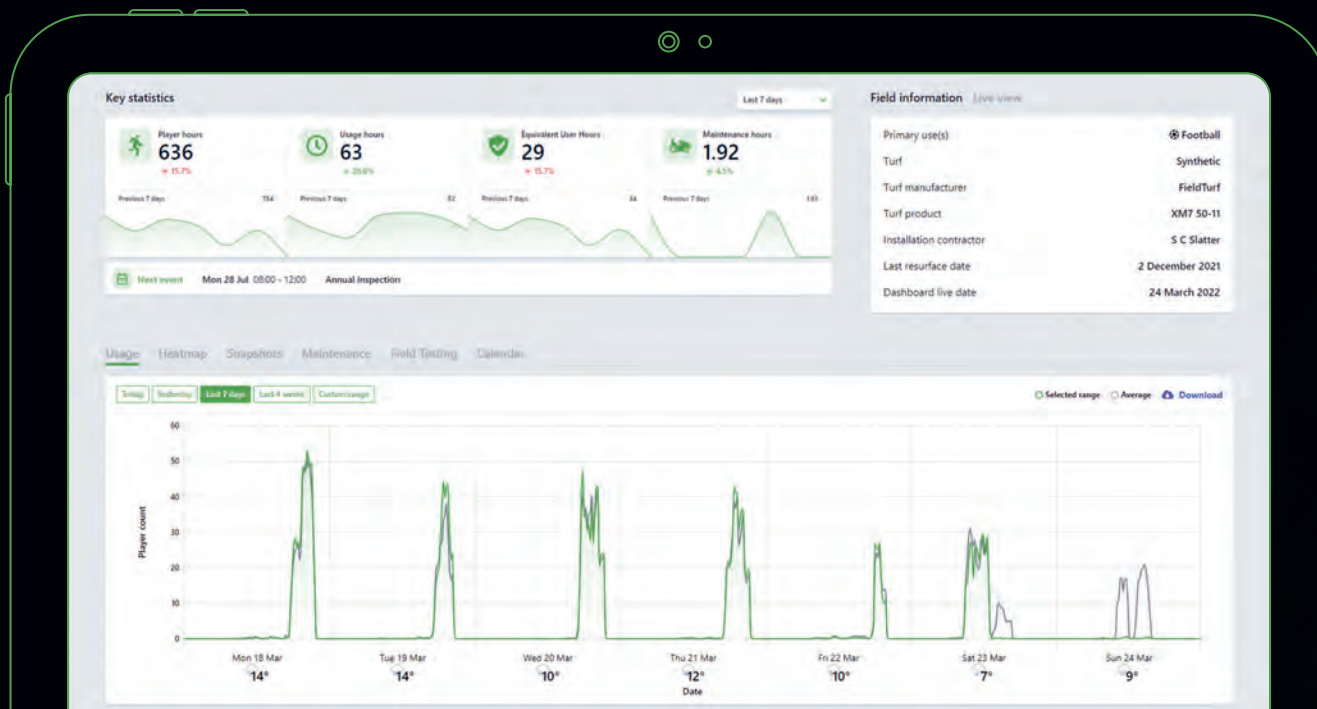 Key statistics
Last 7 days
Player hours
636
15.7%
Previous 7 days
Usage hours
63
Previous 7 days
82
Equivalent User Hours
29
15.7%
Previous 7 days
34
Maintenance hours
1.92
4.5%
Previous 7 days
Next event Mon 28 Jul 08:00 - 12:00 Annual inspection
Field information Live view
Primary use(s) Football
Turf Synthetic
Turf manufacturer FieldTurf
Turf product XM7 50-11
Installation contractor S C Slatter
Last resurface date 2 December 2021
Dashboard live date 24 March 2022
Usage Heatmap Snapshots Maintenance Field Testing Calendar
Today Yesterday Last 7 days Last 4 weeks Custom range
Selected range Average Download
Player count
60
50
40
30
20
10
0
Mon 18 Mar Tue 19 Mar Wed 20 Mar Thu 21 Mar Fri 22 Mar Sat 23 Mar Sun 24 Mar
14° 14° 10° 12° 10° 7° 9°
Date